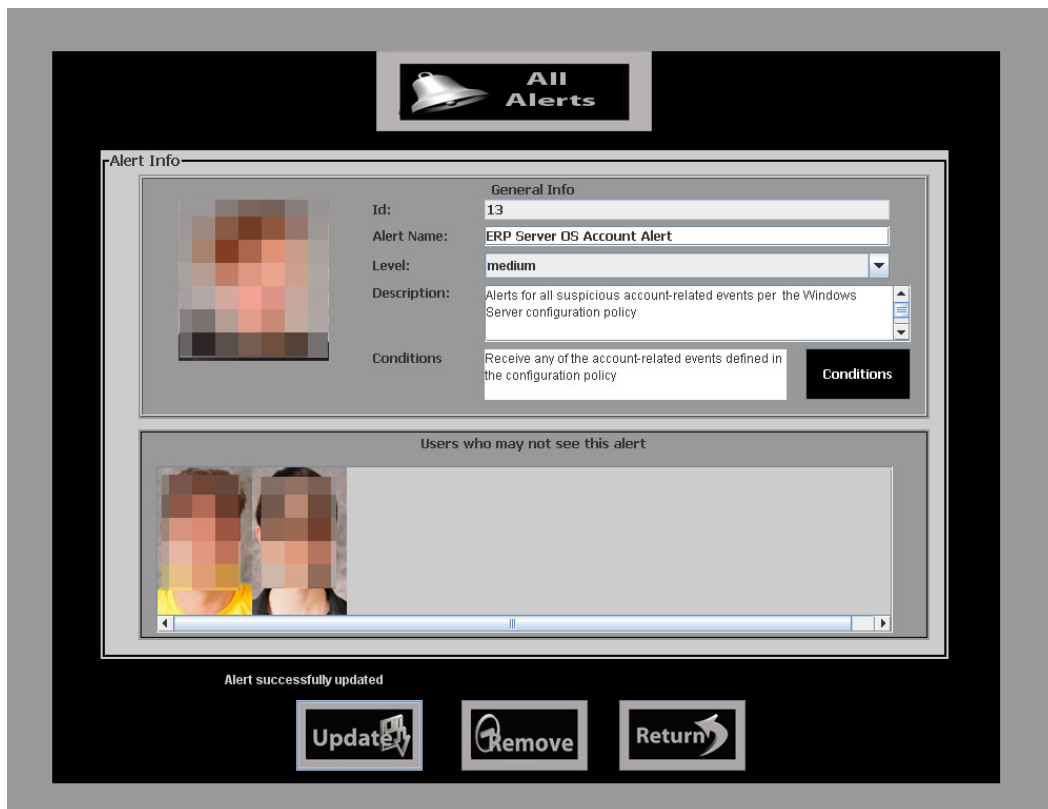 All
Alerts
Alert Info
General Info
Id:
13
Alert Name:
ERP Server OS Account Alert
Level:
medium
Description:
Alerts for all suspicious account-related events per the Windows
Server configuration policy
Conditions
Receive any of the account-related events defined in
the configuration policy
Conditions
Users who may not see this alert
Alert successfully updated
Update
Remove
Return